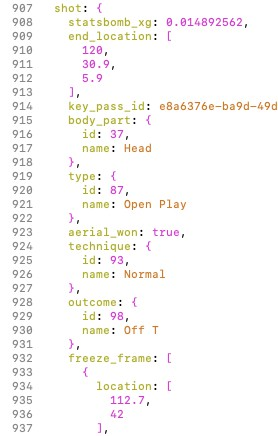 907 shot: {
908 statsbomb_xg: 0.014892562,
909 end_location: [
910 120,
911 30.9,
912 5.9
913 ],
914 key_pass_id: e8a6376e-ba9d-49d
915 body_part: {
916 id: 37,
917 name: Head
918 },
919 type: {
920 id: 87,
921 name: Open Play
922 },
923 aerial_won: true,
924 technique: {
925 id: 93,
926 name: Normal
927 },
928 outcome: {
929 id: 98,
930 name: Off T
931 },
932 freeze_frame: [
933 {
934 location: [
935 112.7,
936 42
937 ],